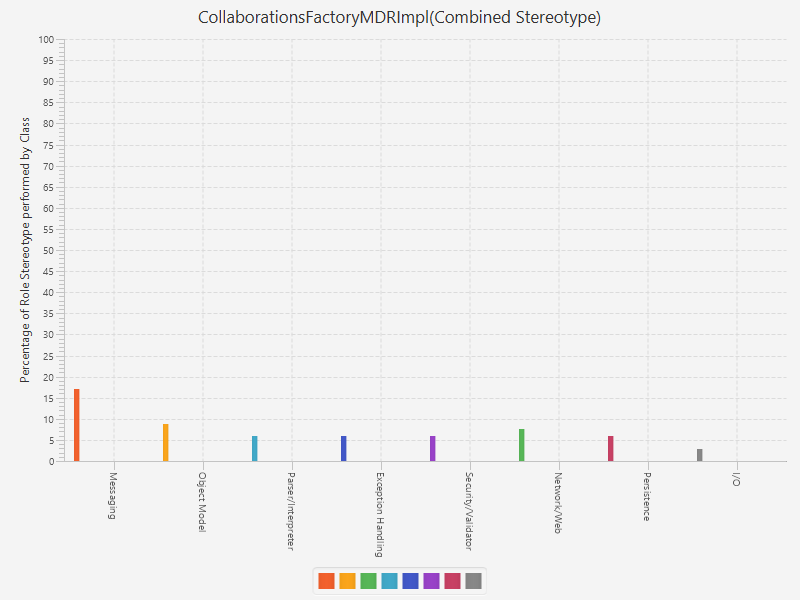 CollaborationsFactoryMDRImpl(Combined Stereotype)
Percentage of Role Stereotype performed by Class
100
95
90
85
80
75
70
65
60
55
50
45
40
35
30
25
20
15
10
5
0
Messaging
Object Model
Parser/Interpreter
Exception Handling
Security/Validator
Network/Web
Persistence
I/O